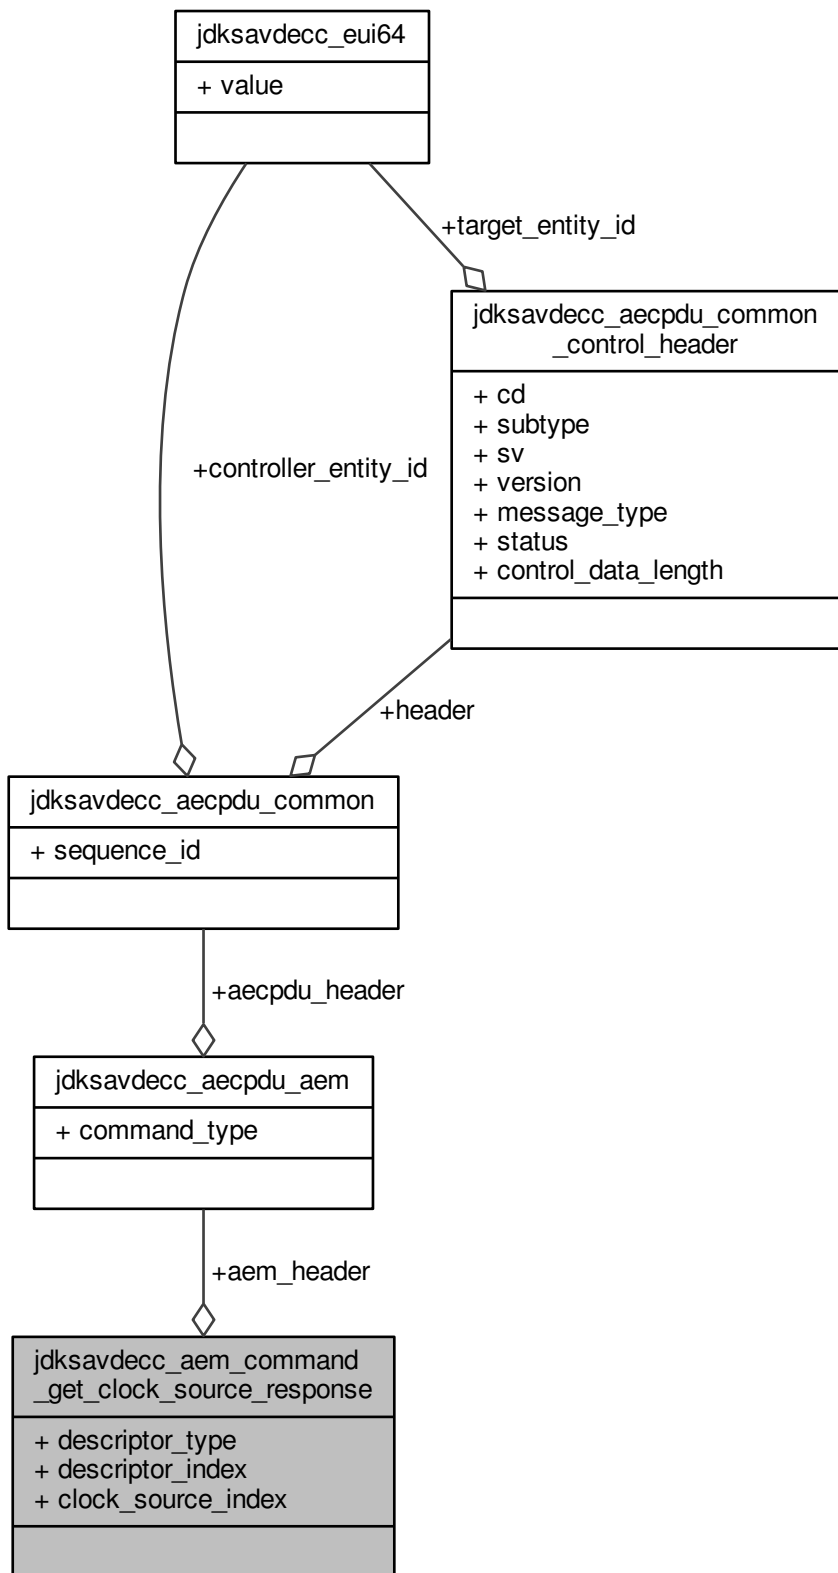 jdksavdecc_eui64
+ value
+target_entity_id
jdksavdecc_aecpdu_common
_control_header
+ cd
+ subtype
+ sv
+ version
+ message_type
+ status
+ control_data_length
+controller_entity_id
+header
jdksavdecc_aecpdu_common
+ sequence_id
+aecpdu_header
jdksavdecc_aecpdu_aem
+ command_type
+aem_header
jdksavdecc_aem_command
_get_clock_source_response
+ descriptor_type
+ descriptor_index
+ clock_source_index